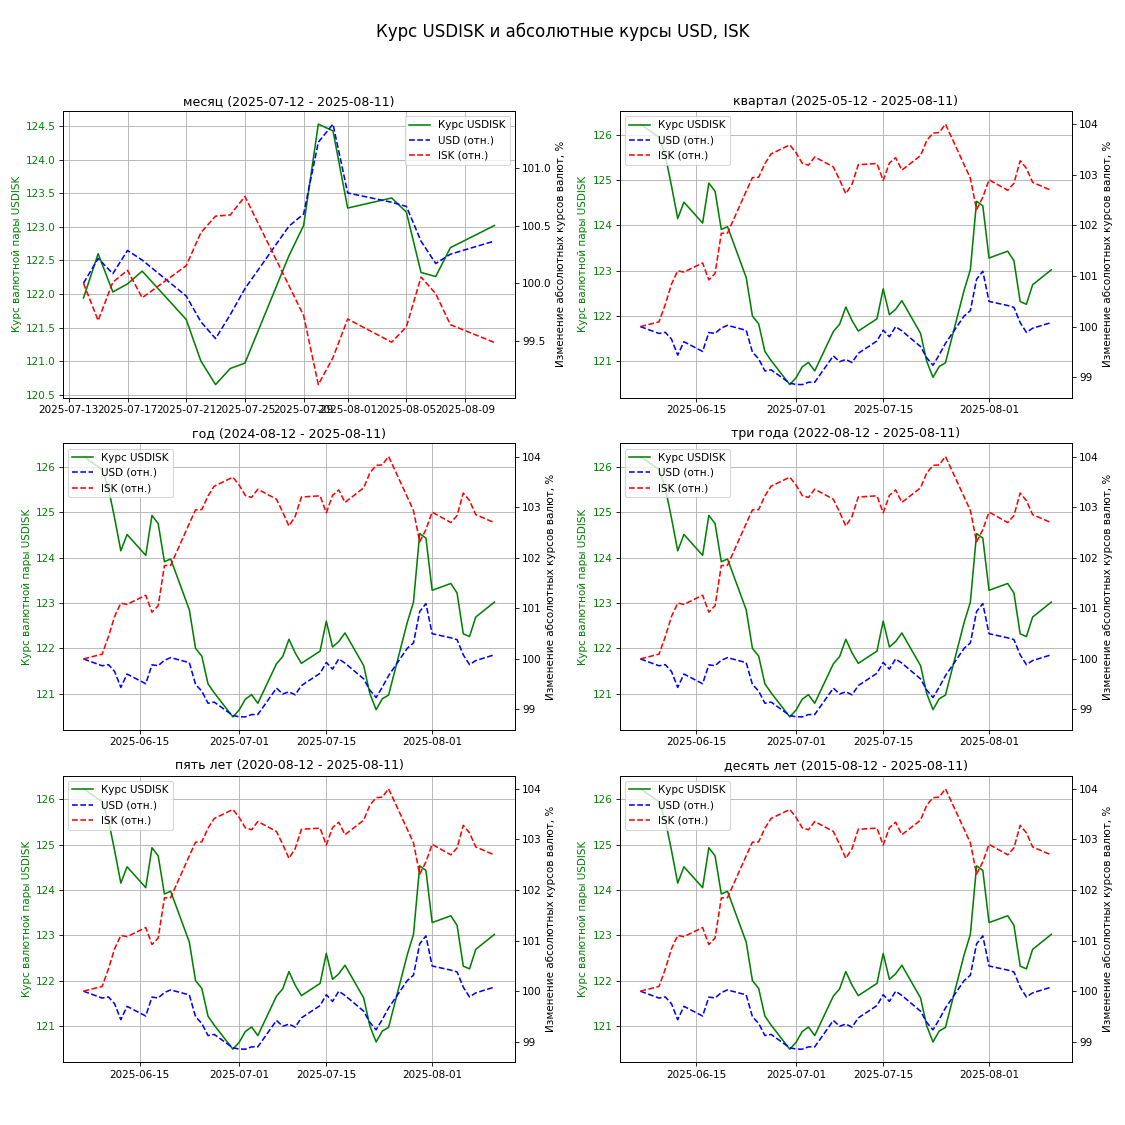 Курс USDISK и абсолютные курсы USD, ISK
месяц (2025-07-12 - 2025-08-11)
Курс валютной пары USDISK
124.5
124.0
123.5
123.0
122.5
122.0
121.5
121.0
120.5
Курс USDISK
USD (отн.)
ISK (отн.)
101.0
100.5
100.0
99.5
Изменение абсолютных курсов валют, %
2025-07-13 2025-07-17 2025-07-21 2025-07-25 2025-07-29 2025-08-01 2025-08-05 2025-08-09
квартал (2025-05-12 - 2025-08-11)
Курс валютной пары USDISK
126
125
124
123
122
121
Курс USDISK
USD (отн.)
ISK (отн.)
104
103
102
101
100
99
Изменение абсолютных курсов валют, %
2025-06-15 2025-07-01 2025-07-15 2025-08-01
год (2024-08-12 - 2025-08-11)
Курс валютной пары USDISK
126
125
124
123
122
121
Курс USDISK
USD (отн.)
ISK (отн.)
104
103
102
101
100
99
Изменение абсолютных курсов валют, %
2025-06-15 2025-07-01 2025-07-15 2025-08-01
три года (2022-08-12 - 2025-08-11)
Курс валютной пары USDISK
126
125
124
123
122
121
Курс USDISK
USD (отн.)
ISK (отн.)
104
103
102
101
100
99
Изменение абсолютных курсов валют, %
2025-06-15 2025-07-01 2025-07-15 2025-08-01
пять лет (2020-08-12 - 2025-08-11)
Курс валютной пары USDISK
126
125
124
123
122
121
Курс USDISK
USD (отн.)
ISK (отн.)
104
103
102
101
100
99
Изменение абсолютных курсов валют, %
2025-06-15 2025-07-01 2025-07-15 2025-08-01
десять лет (2015-08-12 - 2025-08-11)
Курс валютной пары USDISK
126
125
124
123
122
121
Курс USDISK
USD (отн.)
ISK (отн.)
104
103
102
101
100
99
Изменение абсолютных курсов валют, %
2025-06-15 2025-07-01 2025-07-15 2025-08-01